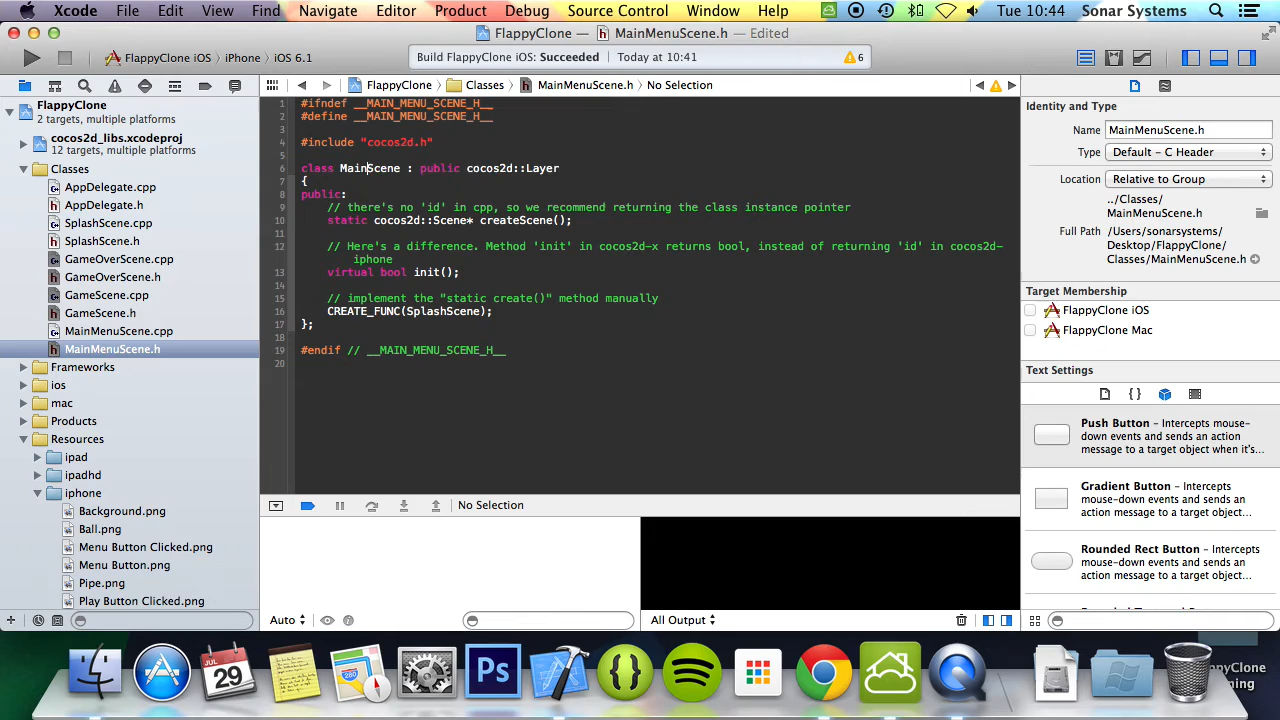 Xcode File Edit View Find Navigate Editor Product Debug Source Control Window Help Tue 10:44 Sonar Systems
FlappyClone — MainMenuScene.h — Edited
FlappyClone iOS iPhone iOS 6.1
Build FlappyClone iOS: Succeeded Today at 10:41 6
FlappyClone Classes MainMenuScene.h No Selection
FlappyClone
2 targets, multiple platforms
cocos2d_libs.xcodeproj
12 targets, multiple platforms
Classes
AppDelegate.cpp
AppDelegate.h
SplashScene.cpp
SplashScene.h
GameOverScene.cpp
GameOverScene.h
GameScene.cpp
GameScene.h
MainMenuScene.cpp
MainMenuScene.h
Frameworks
ios
mac
Products
Resources
ipad
ipadhd
iphone
Background.png
Ball.png
Menu Button Clicked.png
Menu Button.png
Pipe.png
Play Button Clicked.png
1 #ifndef __MAIN_MENU_SCENE_H__
2 #define __MAIN_MENU_SCENE_H__
3
4 #include "cocos2d.h"
5
6 class MainScene : public cocos2d::Layer
7 {
8 public:
9 // there's no 'id' in cpp, so we recommend returning the class instance pointer
10 static cocos2d::Scene* createScene();
11
12 // Here's a difference. Method 'init' in cocos2d-x returns bool, instead of returning 'id' in cocos2d-
iphone
13 virtual bool init();
14
15 // implement the "static create()" method manually
16 CREATE_FUNC(SplashScene);
17 };
18
19 #endif // __MAIN_MENU_SCENE_H__
20
No Selection
Auto
All Output
Identity and Type
Name MainMenuScene.h
Type Default - C Header
Location Relative to Group
../Classes/
MainMenuScene.h
Full Path /Users/sonarsystems/
Desktop/FlappyClone/
Classes/MainMenuScene.h
Target Membership
FlappyClone iOS
FlappyClone Mac
Text Settings
Push Button - Intercepts mouse-
down events and sends an action
message to a target object when it's...
Gradient Button - Intercepts
mouse-down events and sends an
action message to a target object...
Rounded Rect Button - Intercepts
mouse-down events and sends an
action message to a target object...
JUL
29
Ps
FlappyClone